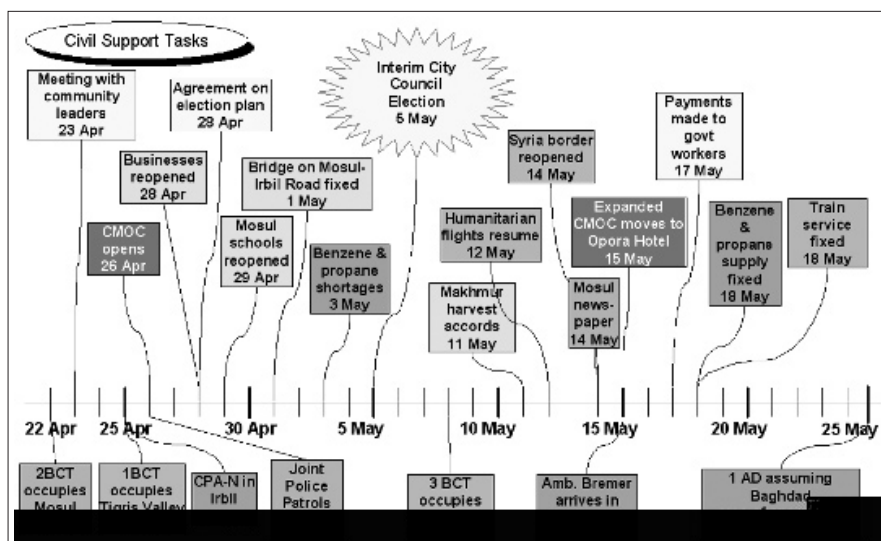 Civil Support Tasks
Meeting with
community
leaders
23 Apr
Agreement on
election plan
28 Apr
Interim City
Council
Election
5 May
Businesses
reopened
28 Apr
Bridge on Mosul-
Irbil Road fixed
1 May
Syria border
reopened
14 May
Payments
made to
govt
workers
17 May
CMOC
opens
26 Apr
Mosul
schools
reopened
29 Apr
Benzene &
propane
shortages
3 May
Humanitarian
flights resume
12 May
Expanded
CMOC moves to
Opora Hotel
15 May
Benzene
&
propane
supply
fixed
18 May
Train
service
fixed
18 May
Makhmur
harvest
accords
11 May
Mosul
news-
paper
14 May
22 Apr 25 Apr 30 Apr 5 May 10 May 15 May 20 May 25 May
2BCT
occupies
Mosul
1BCT
occupies
Tigris Valley
CPA-N in
Irbil
Joint
Police
Patrols
3 BCT
occupies
Amb. Bremer
arrives in
1 AD assuming
Baghdad